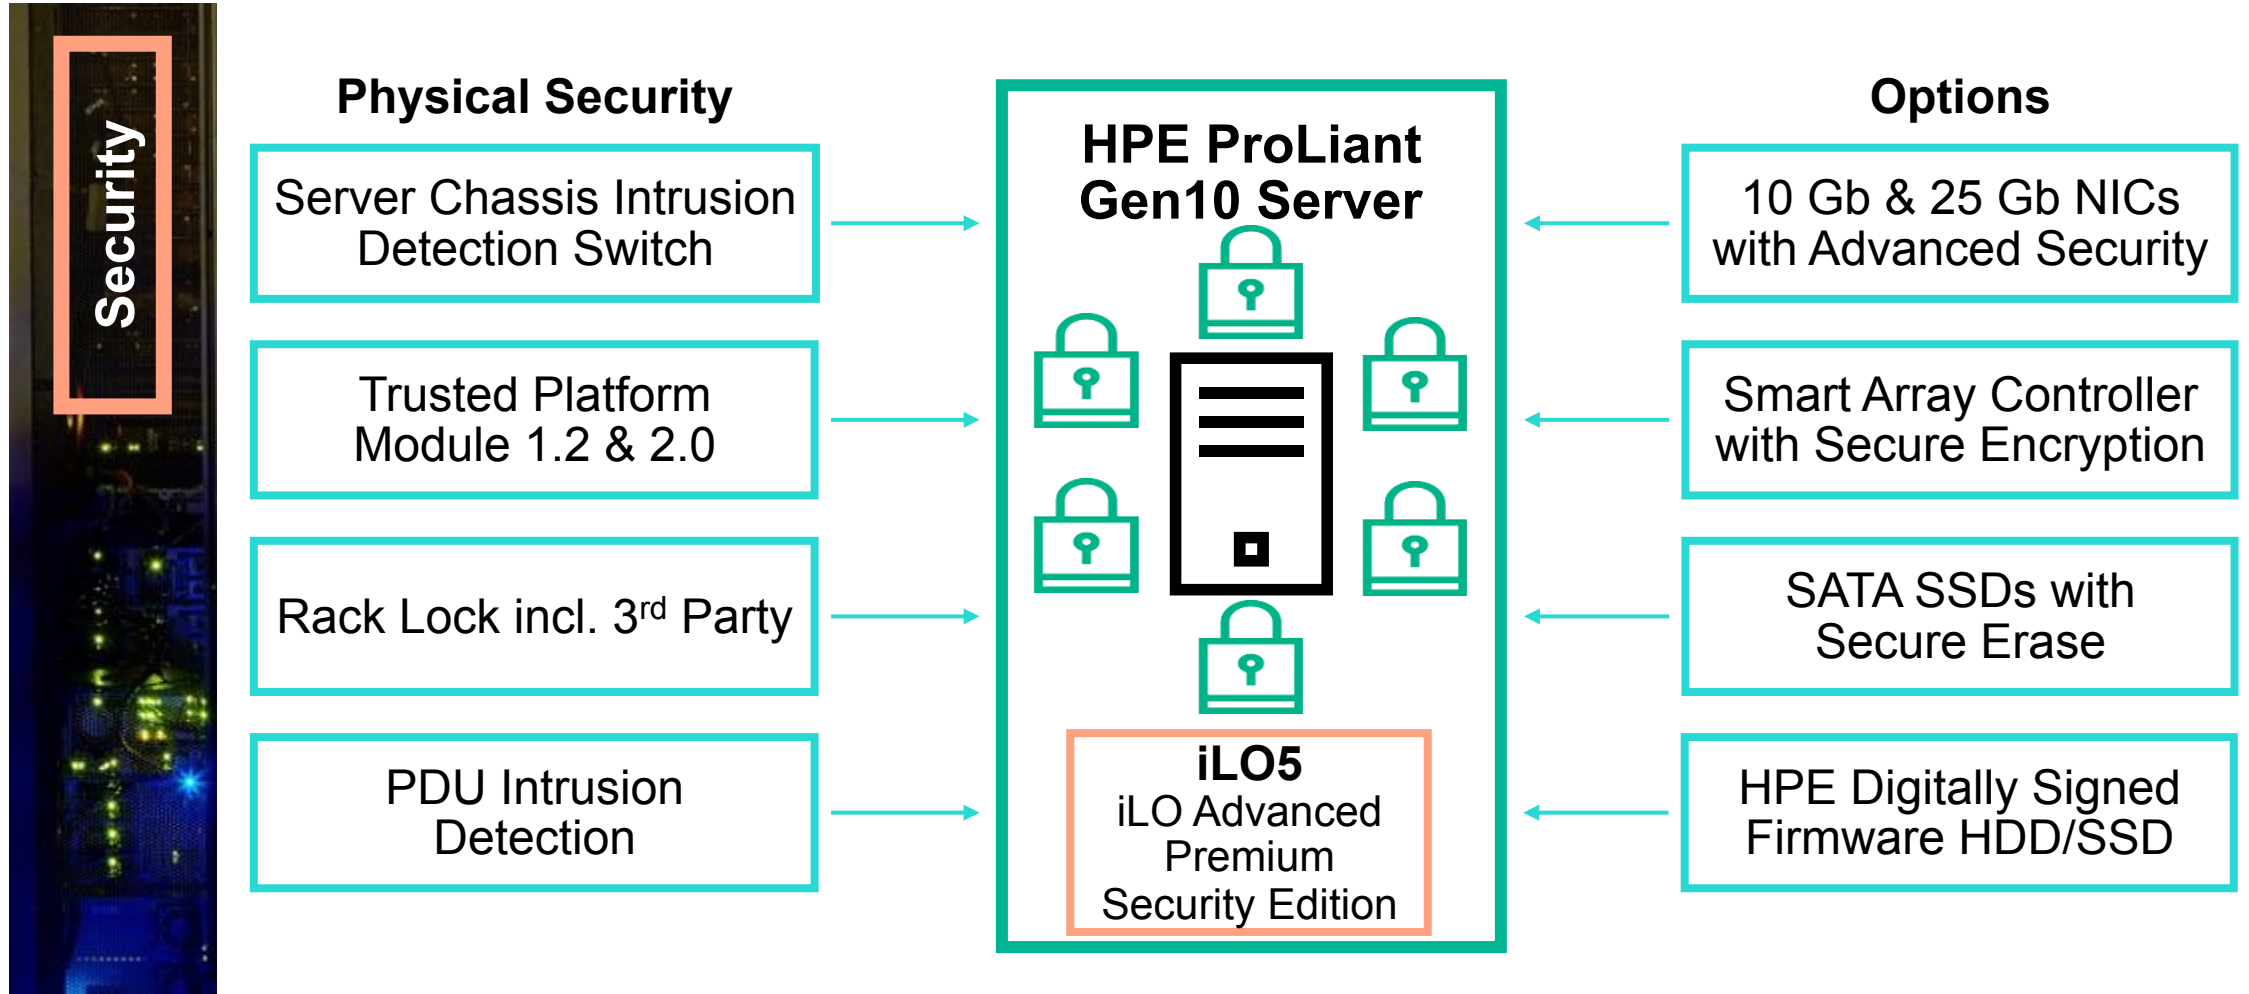 Security
Physical Security
Server Chassis Intrusion
Detection Switch
Trusted Platform
Module 1.2 & 2.0
Rack Lock incl. 3rd Party
PDU Intrusion
Detection
HPE ProLiant
Gen10 Server
iLO5
iLO Advanced
Premium
Security Edition
Options
10 Gb & 25 Gb NICs
with Advanced Security
Smart Array Controller
with Secure Encryption
SATA SSDs with
Secure Erase
HPE Digitally Signed
Firmware HDD/SSD